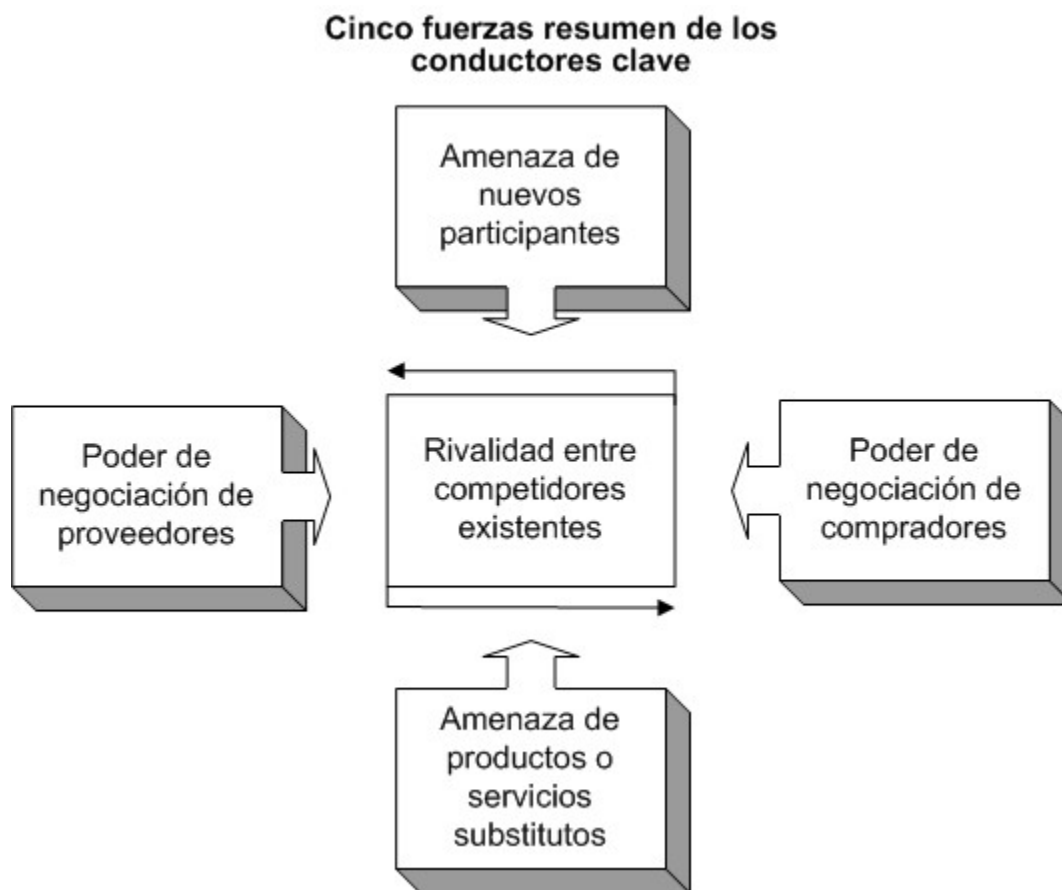 Cinco fuerzas resumen de los
conductores clave
Amenaza de
nuevos
participantes
Poder de
negociación de
proveedores
Rivalidad entre
competidores
existentes
Poder de
negociación de
compradores
Amenaza de
productos o
servicios
substitutos